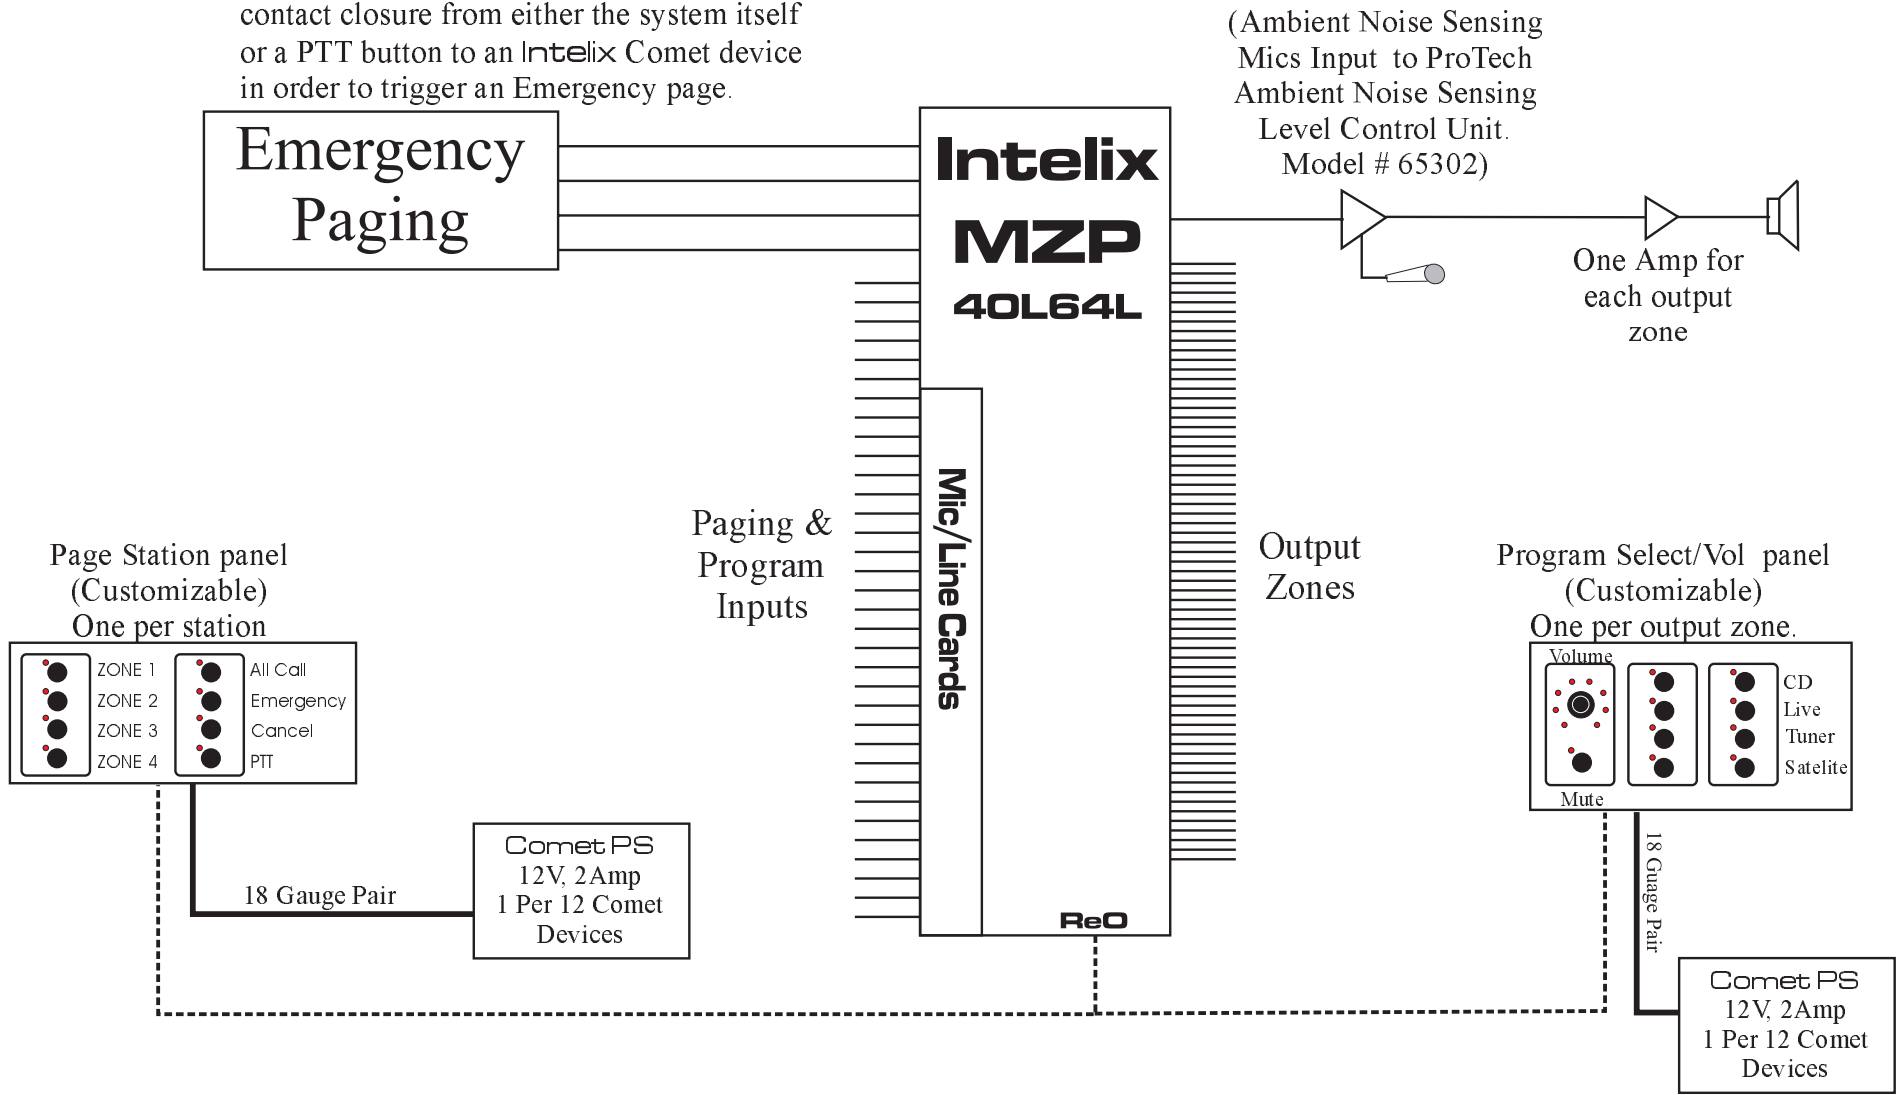 contact closure from either the system itself
or a PTT button to an Intelix Comet device
in order to trigger an Emergency page.
Emergency
Paging
Intelix
MZP
40L64L
(Ambient Noise Sensing
Mics Input to ProTech
Ambient Noise Sensing
Level Control Unit.
Model # 65302)
One Amp for
each output
zone
Mic/Line Cards
Paging &
Program
Inputs
Output
Zones
Page Station panel
(Customizable)
One per station
ZONE 1
ZONE 2
ZONE 3
ZONE 4
All Call
Emergency
Cancel
PTT
Program Select/Vol panel
(Customizable)
One per output zone.
Volume
Mute
CD
Live
Tuner
Satelite
18 Gauge Pair
Comet PS
12V, 2Amp
1 Per 12 Comet
Devices
ReO
18 Guage Pair
Comet PS
12V, 2Amp
1 Per 12 Comet
Devices